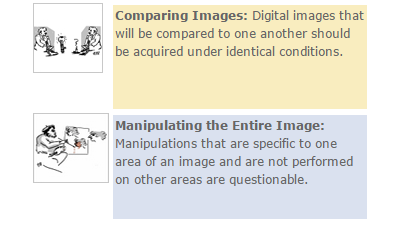 Comparing Images: Digital images that
will be compared to one another should
be acquired under identical conditions.
Manipulating the Entire Image:
Manipulations that are specific to one
area of an image and are not performed
on other areas are questionable.